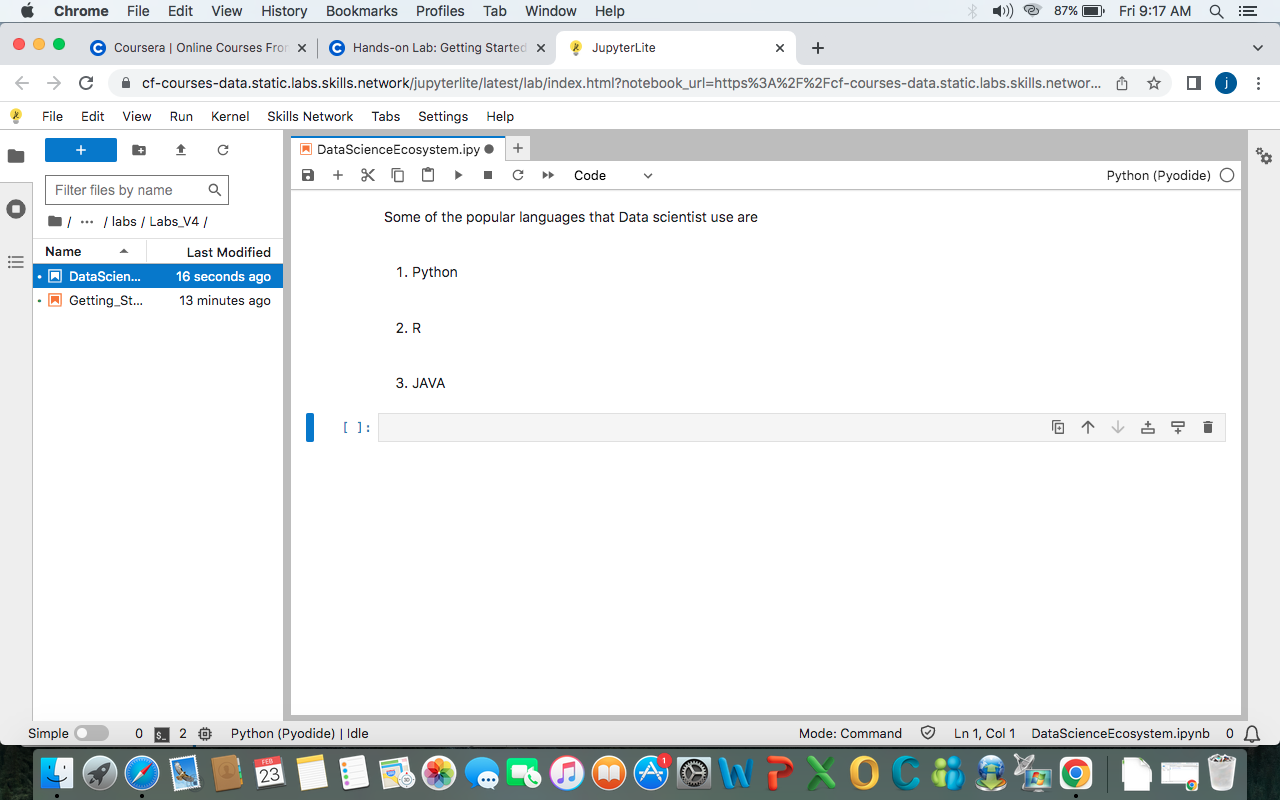 Chrome File Edit View History Bookmarks Profiles Tab Window Help 87% Fri 9:17 AM
Coursera | Online Courses Fro Hands-on Lab: Getting Started JupyterLite
cf-courses-data.static.labs.skills.network/jupyterlite/latest/lab/index.html?notebook_url=https%3A%2F%2Fcf-courses-data.static.labs.skills.networ... j
File Edit View Run Kernel Skills Network Tabs Settings Help
DataScienceEcosystem.ipy
Code Python (Pyodide)
Filter files by name
/ ··· / labs / Labs_V4 /
Name Last Modified
DataScien... 16 seconds ago
Getting_St... 13 minutes ago
Some of the popular languages that Data scientist use are
1. Python
2. R
3. JAVA
[ ]:
Simple 0 $_ 2 Python (Pyodide) | Idle Mode: Command Ln 1, Col 1 DataScienceEcosystem.ipynb 0
FEB
23
1
W P X O C